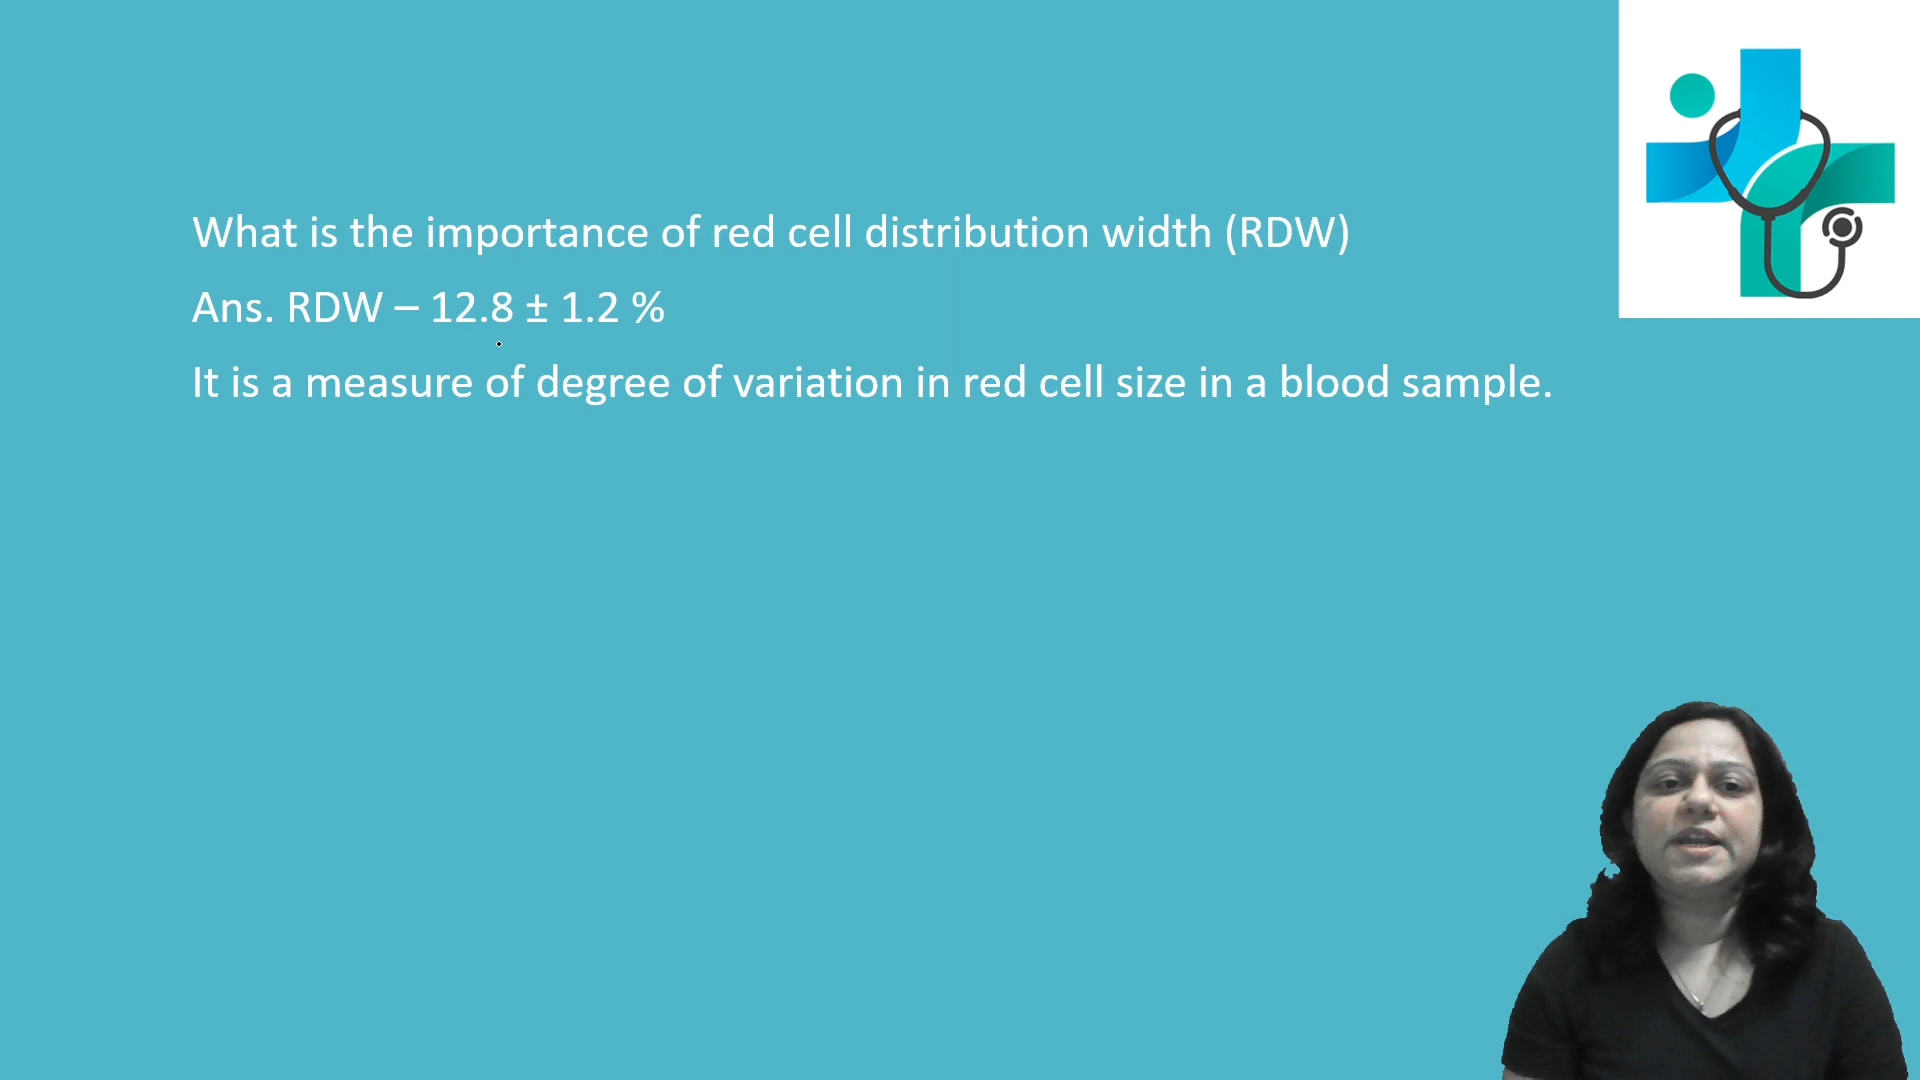 What is the importance of red cell distribution width (RDW)
Ans. RDW – 12.8 ± 1.2 %
It is a measure of degree of variation in red cell size in a blood sample.